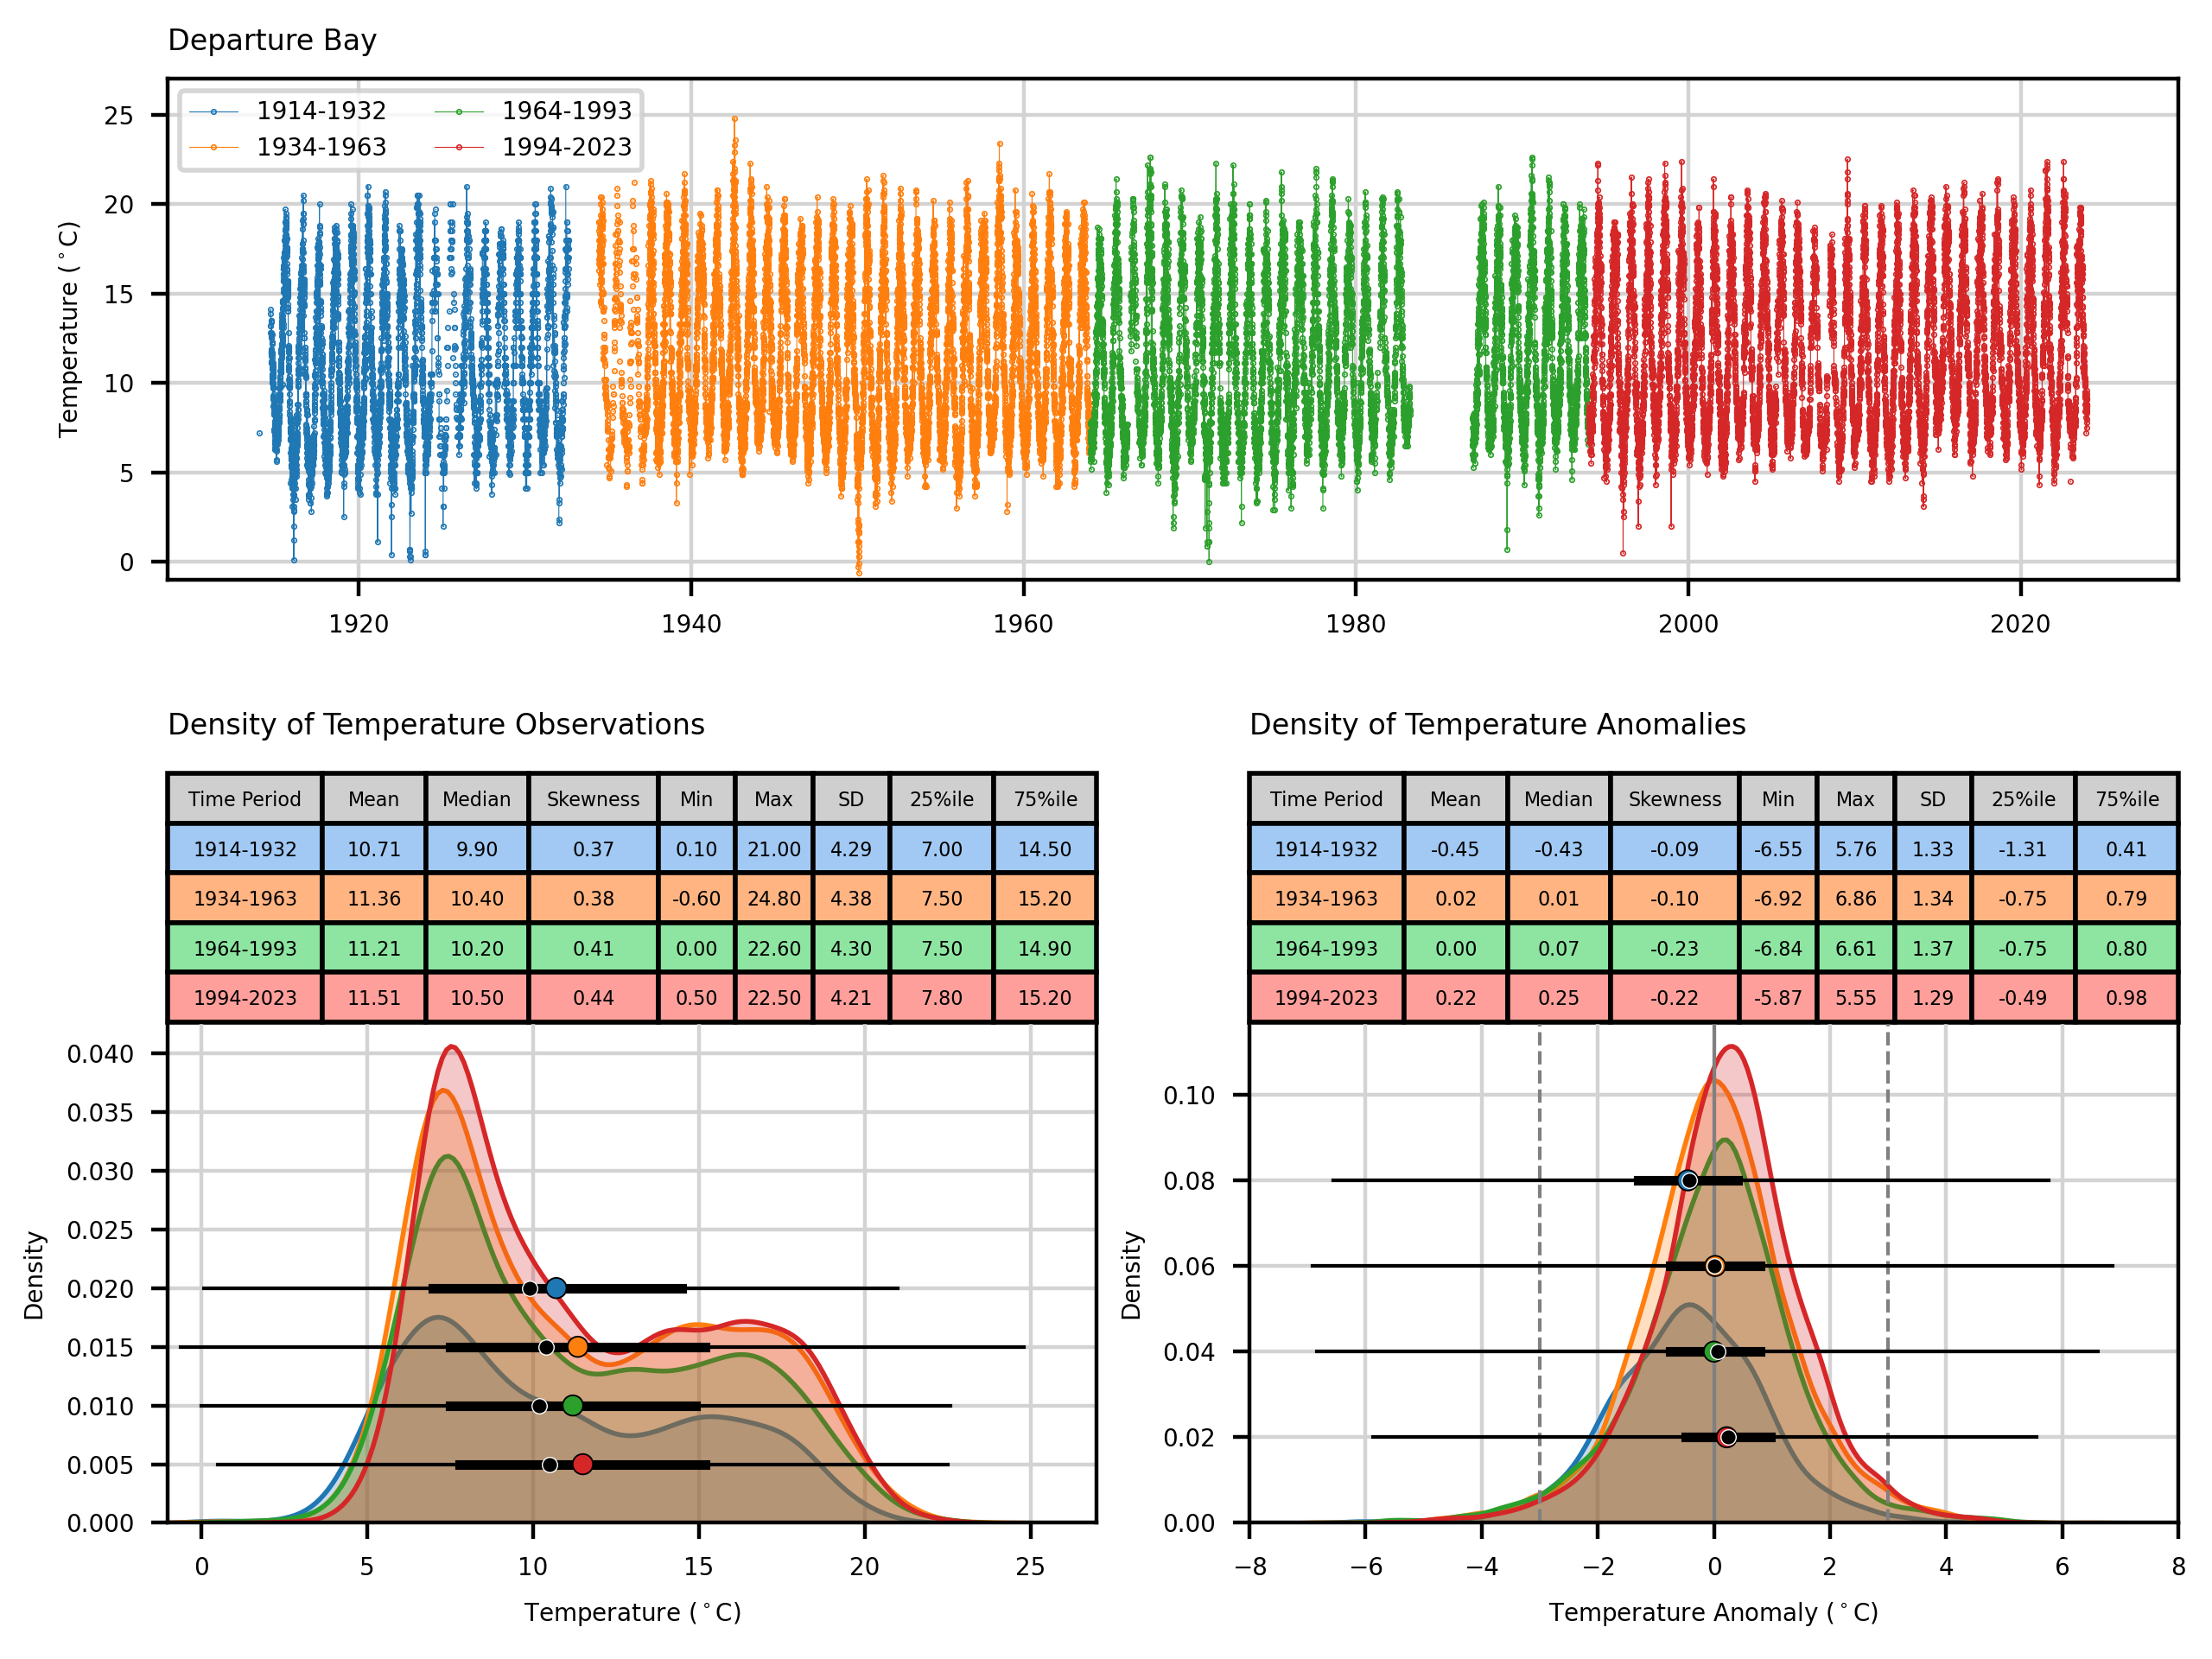 Departure Bay
1914-1932 1964-1993
1934-1963 1994-2023
Temperature (°C)
25
20
15
10
5
0
1920 1940 1960 1980 2000 2020
Density of Temperature Observations
Time Period Mean Median Skewness Min Max SD 25%ile 75%ile
1914-1932 10.71 9.90 0.37 0.10 21.00 4.29 7.00 14.50
1934-1963 11.36 10.40 0.38 -0.60 24.80 4.38 7.50 15.20
1964-1993 11.21 10.20 0.41 0.00 22.60 4.30 7.50 14.90
1994-2023 11.51 10.50 0.44 0.50 22.50 4.21 7.80 15.20
Density
0.040
0.035
0.030
0.025
0.020
0.015
0.010
0.005
0.000
0 5 10 15 20 25
Temperature (°C)
Density of Temperature Anomalies
Time Period Mean Median Skewness Min Max SD 25%ile 75%ile
1914-1932 -0.45 -0.43 -0.09 -6.55 5.76 1.33 -1.31 0.41
1934-1963 0.02 0.01 -0.10 -6.92 6.86 1.34 -0.75 0.79
1964-1993 0.00 0.07 -0.23 -6.84 6.61 1.37 -0.75 0.80
1994-2023 0.22 0.25 -0.22 -5.87 5.55 1.29 -0.49 0.98
Density
0.10
0.08
0.06
0.04
0.02
0.00
−8 −6 −4 −2 0 2 4 6 8
Temperature Anomaly (°C)